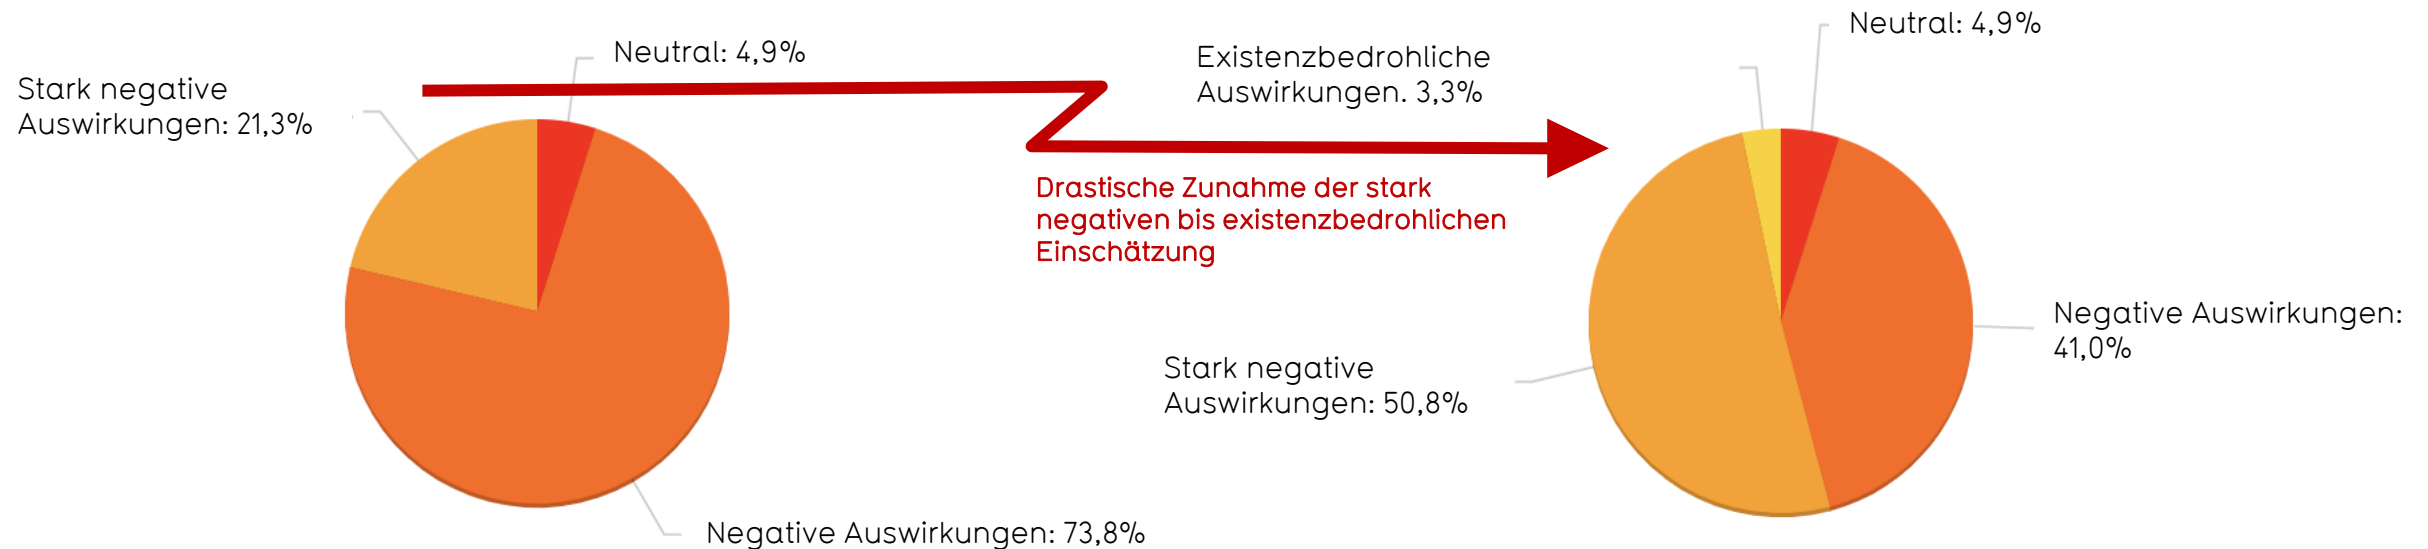 Neutral: 4,9%
Stark negative
Auswirkungen: 21,3%
Negative Auswirkungen: 73,8%
Existenzbedrohliche
Auswirkungen. 3,3%
Drastische Zunahme der stark
negativen bis existenzbedrohlichen
Einschätzung
Neutral: 4,9%
Stark negative
Auswirkungen: 50,8%
Negative Auswirkungen:
41,0%